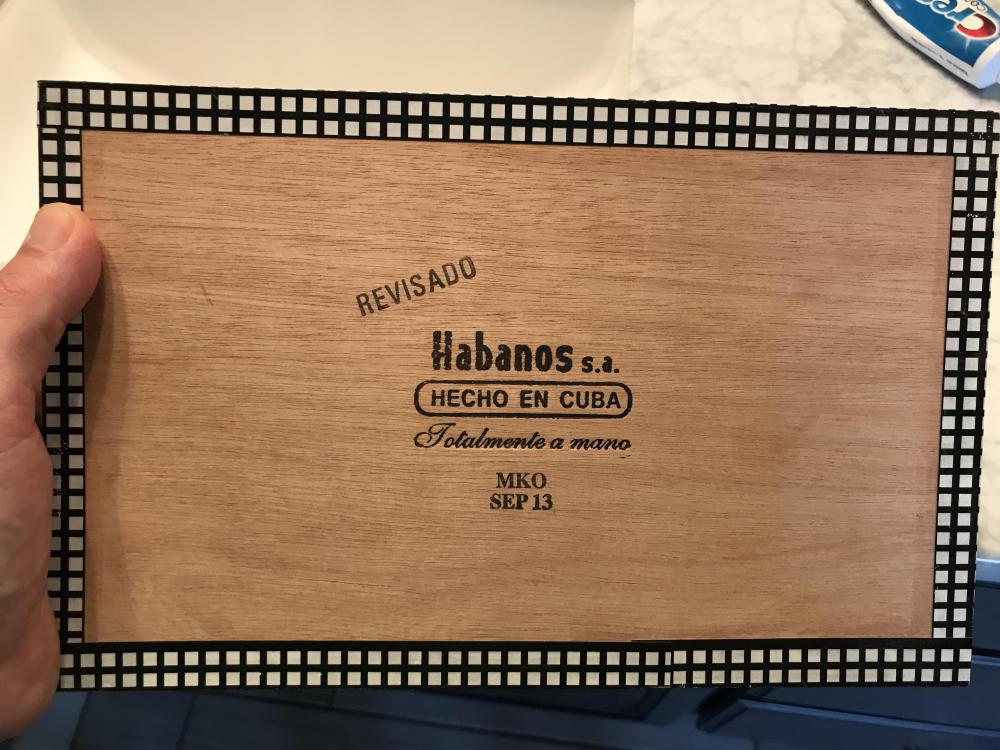 REVISADO
Habanos s.a.
HECHO EN CUBA
Totalmente a mano
MKO
SEP 13